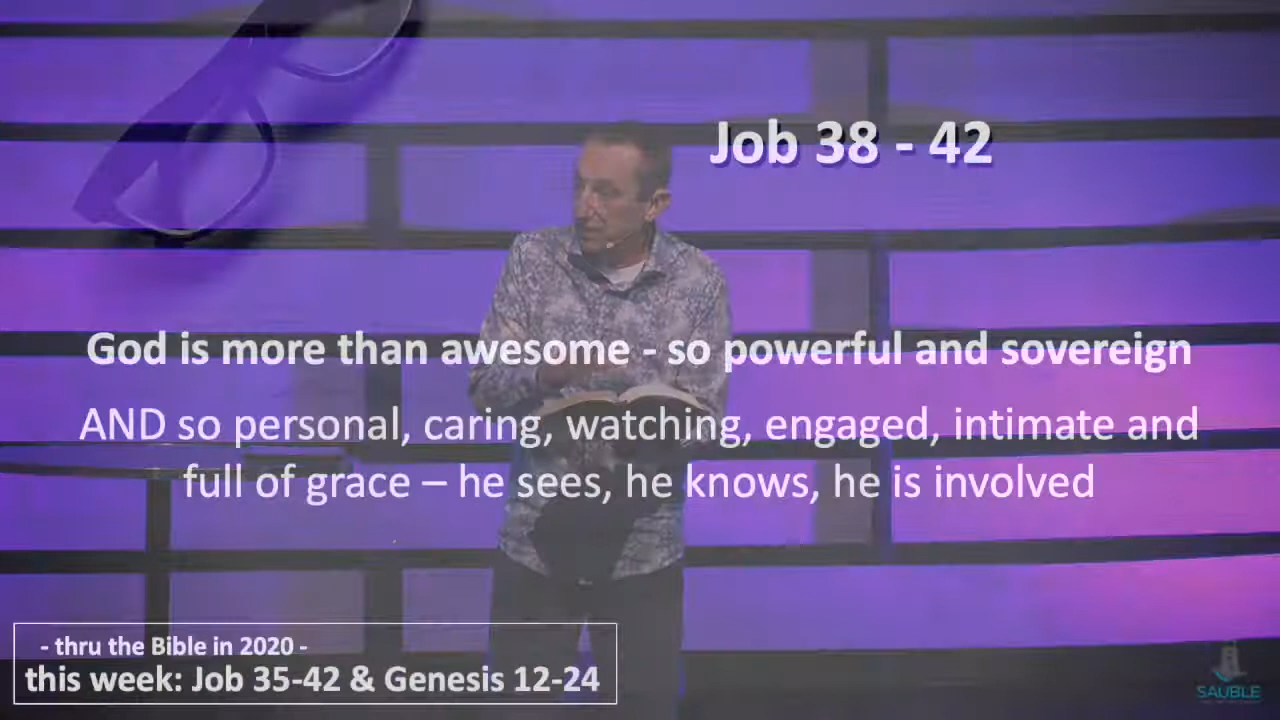 Job 38 - 42
God is more than awesome - so powerful and sovereign
AND so personal, caring, watching, engaged, intimate and
full of grace – he sees, he knows, he is involved
- thru the Bible in 2020 -
this week: Job 35-42 & Genesis 12-24
SAUBLE